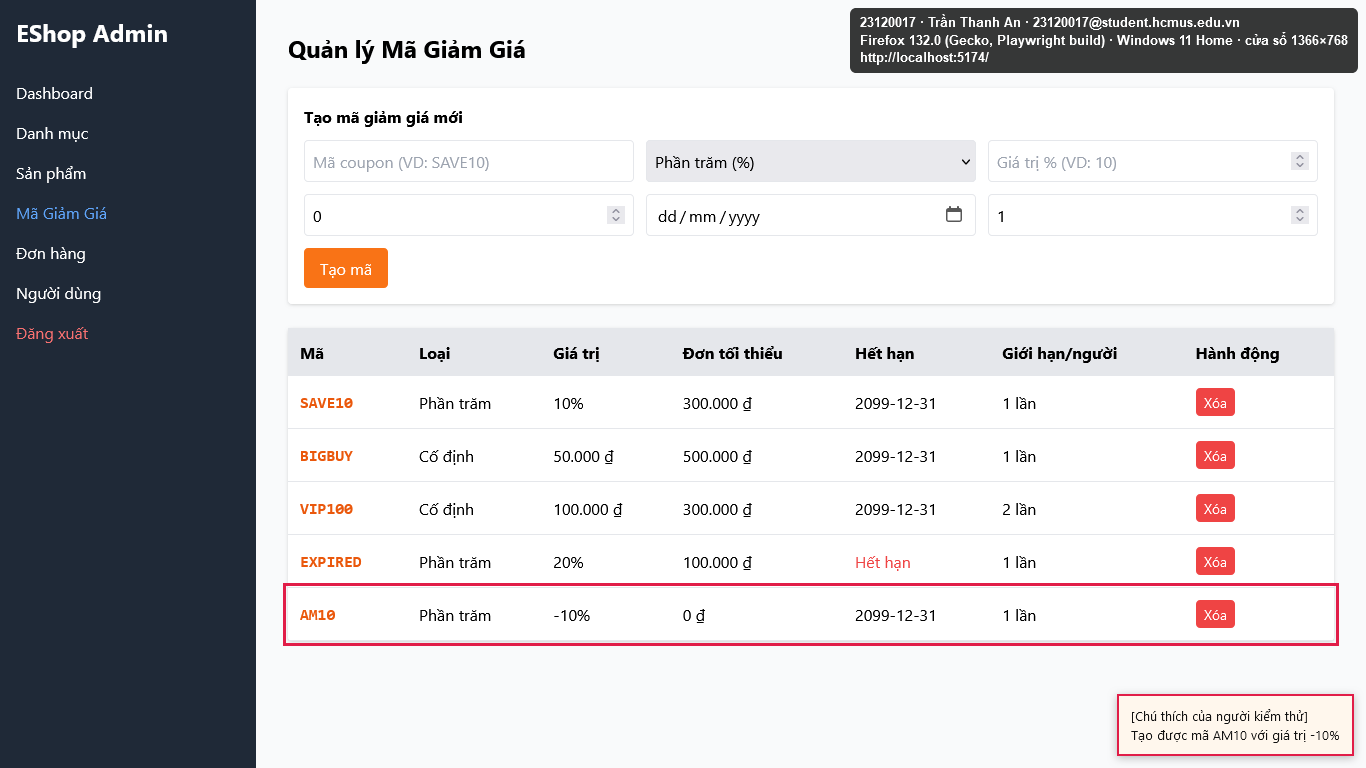 EShop Admin
Dashboard
Danh mục
Sản phẩm
Mã Giảm Giá
Đơn hàng
Người dùng
Đăng xuất
Quản lý Mã Giảm Giá
23120017 · Trần Thanh An · 23120017@student.hcmus.edu.vn
Firefox 132.0 (Gecko, Playwright build) · Windows 11 Home · cửa sổ 1366×768
http://localhost:5174/
Tạo mã giảm giá mới
Mã coupon (VD: SAVE10) Phần trăm (%) Giá trị % (VD: 10)
0 dd/mm/yyyy 1
Tạo mã
Mã Loại Giá trị Đơn tối thiểu Hết hạn Giới hạn/người Hành động
SAVE10 Phần trăm 10% 300.000 ₫ 2099-12-31 1 lần Xóa
BIGBUY Cố định 50.000 ₫ 500.000 ₫ 2099-12-31 1 lần Xóa
VIP100 Cố định 100.000 ₫ 300.000 ₫ 2099-12-31 2 lần Xóa
EXPIRED Phần trăm 20% 100.000 ₫ Hết hạn 1 lần Xóa
AM10 Phần trăm -10% 0 ₫ 2099-12-31 1 lần Xóa
[Chú thích của người kiểm thử]
Tạo được mã AM10 với giá trị -10%